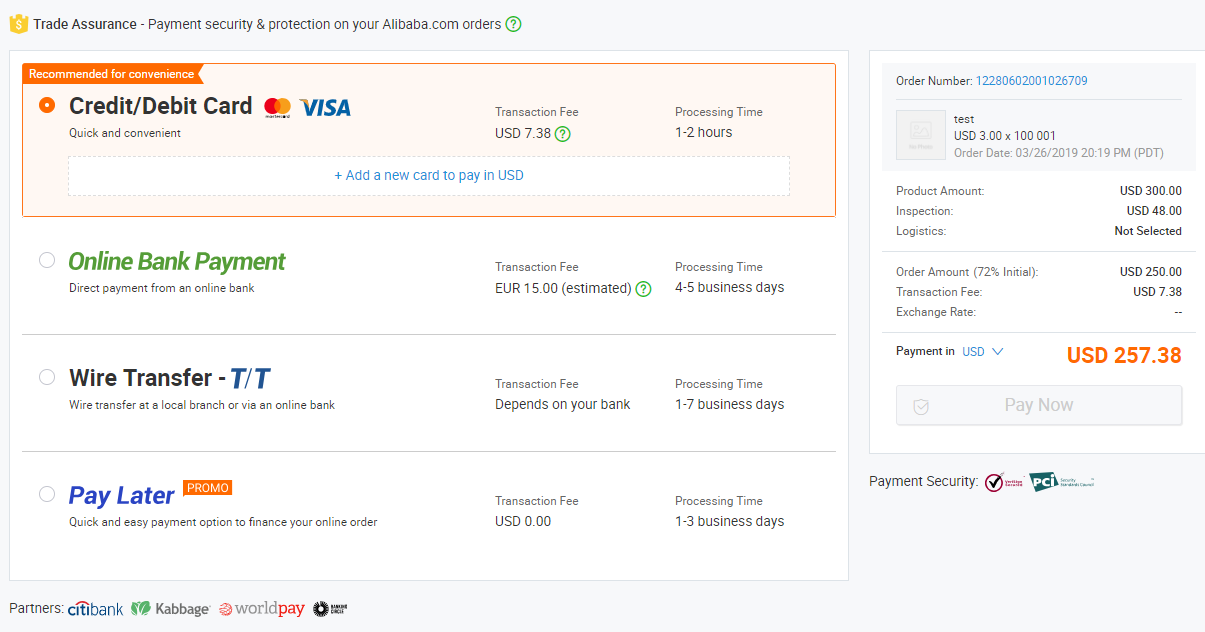 Trade Assurance - Payment security & protection on your Alibaba.com orders ?
Recommended for convenience
Credit/Debit Card mastercard VISA
Quick and convenient
Transaction Fee
USD 7.38 ?
Processing Time
1-2 hours
+ Add a new card to pay in USD
Online Bank Payment
Direct payment from an online bank
Transaction Fee
EUR 15.00 (estimated) ?
Processing Time
4-5 business days
Wire Transfer - T/T
Wire transfer at a local branch or via an online bank
Transaction Fee
Depends on your bank
Processing Time
1-7 business days
Pay Later PROMO
Quick and easy payment option to finance your online order
Transaction Fee
USD 0.00
Processing Time
1-3 business days
Partners: citibank Kabbage worldpay BANKING CIRCLE
Order Number: 12280602001026709
No Photo
test
USD 3.00 x 100 001
Order Date: 03/26/2019 20:19 PM (PDT)
Product Amount: USD 300.00
Inspection: USD 48.00
Logistics: Not Selected
Order Amount (72% Initial): USD 250.00
Transaction Fee: USD 7.38
Exchange Rate: --
Payment in USD USD 257.38
Pay Now
Payment Security: PCI Security Standards Council